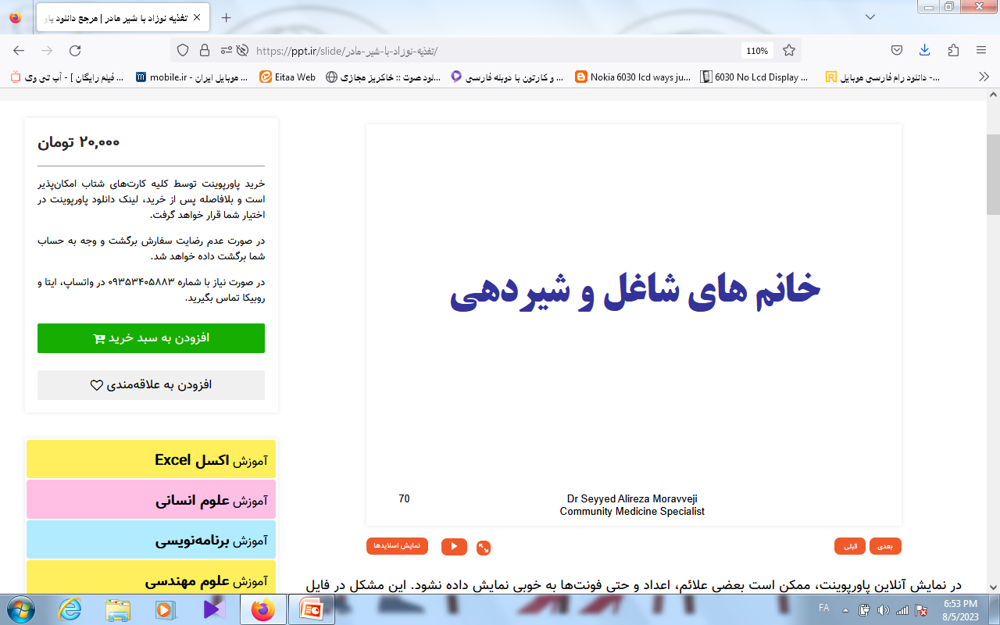 تغذیه نوزاد با شیر مادر | مرجع دانلود پاو
https://ppt.ir/slide/تغذیه-نوزاد-با-شیر-مادر/
110%
... فیلم رایگان ] - آپ تی وی
mobile.ir - موبایل ایران ...
Eitaa Web
...لود صوت :: خاکریز مجازی
... و کارتون با دوبله فارسی
Nokia 6030 lcd ways ju...
6030 No Lcd Display ...
...- دانلود رام فارسی موبایل
۲۰,۰۰۰ تومان
خرید پاورپوینت توسط کلیه کارت‌های شتاب امکان‌پذیر
است و بلافاصله پس از خرید، لینک دانلود پاورپوینت در
اختیار شما قرار خواهد گرفت.
در صورت عدم رضایت سفارش برگشت و وجه به حساب
شما برگشت داده خواهد شد.
در صورت نیاز با شماره ۰۹۳۵۳۴۰۵۸۸۳ در واتساپ، ایتا و
روبیکا تماس بگیرید.
افزودن به سبد خرید
افزودن به علاقه‌مندی
آموزش اکسل Excel
آموزش علوم انسانی
آموزش برنامه‌نویسی
آموزش علوم مهندسی
خانم های شاغل و شیردهی
70
Dr Seyyed Alireza Moravveji
Community Medicine Specialist
نمایش اسلایدها
قبلی
بعدی
در نمایش آنلاین پاورپوینت، ممکن است بعضی علائم، اعداد و حتی فونت‌ها به خوبی نمایش داده نشود. این مشکل در فایل
FA
6:53 PM
8/5/2023